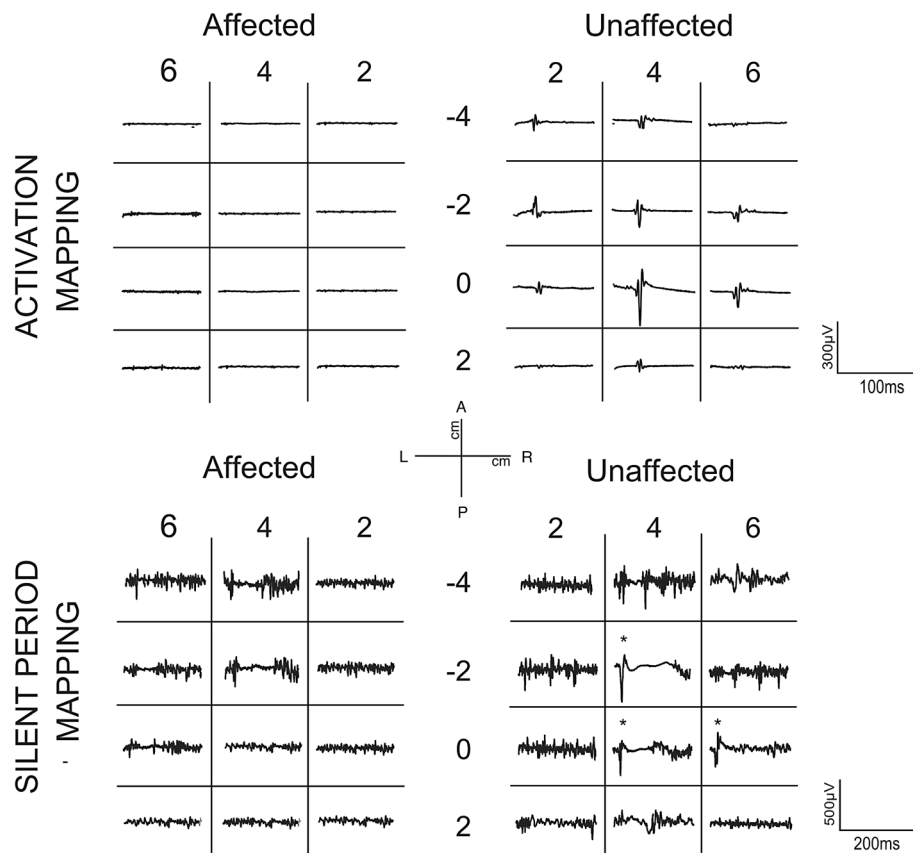 Affected Unaffected
6 4 2 2 4 6
-4
-2
0
2
ACTIVATION
MAPPING
300µV
100ms
A
cm
L cm R
P
Affected Unaffected
6 4 2 2 4 6
-4
-2
*
0
* *
2
SILENT PERIOD
MAPPING
500µV
200ms